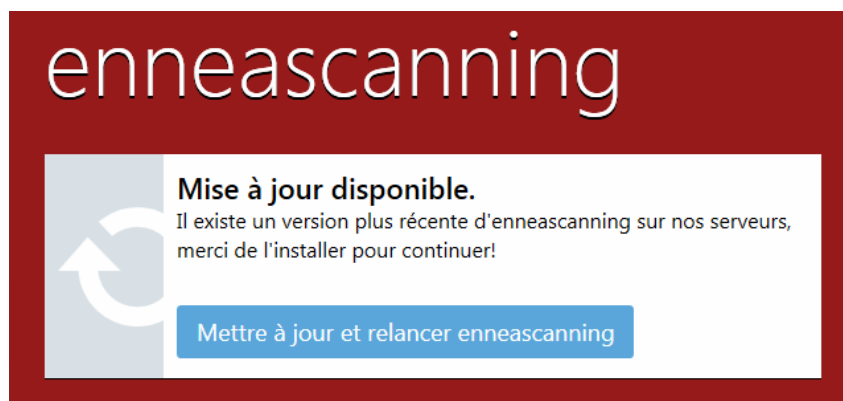 enneascanning
Mise à jour disponible.
Il existe un version plus récente d'enneascanning sur nos serveurs,
merci de l'installer pour continuer!
Mettre à jour et relancer enneascanning